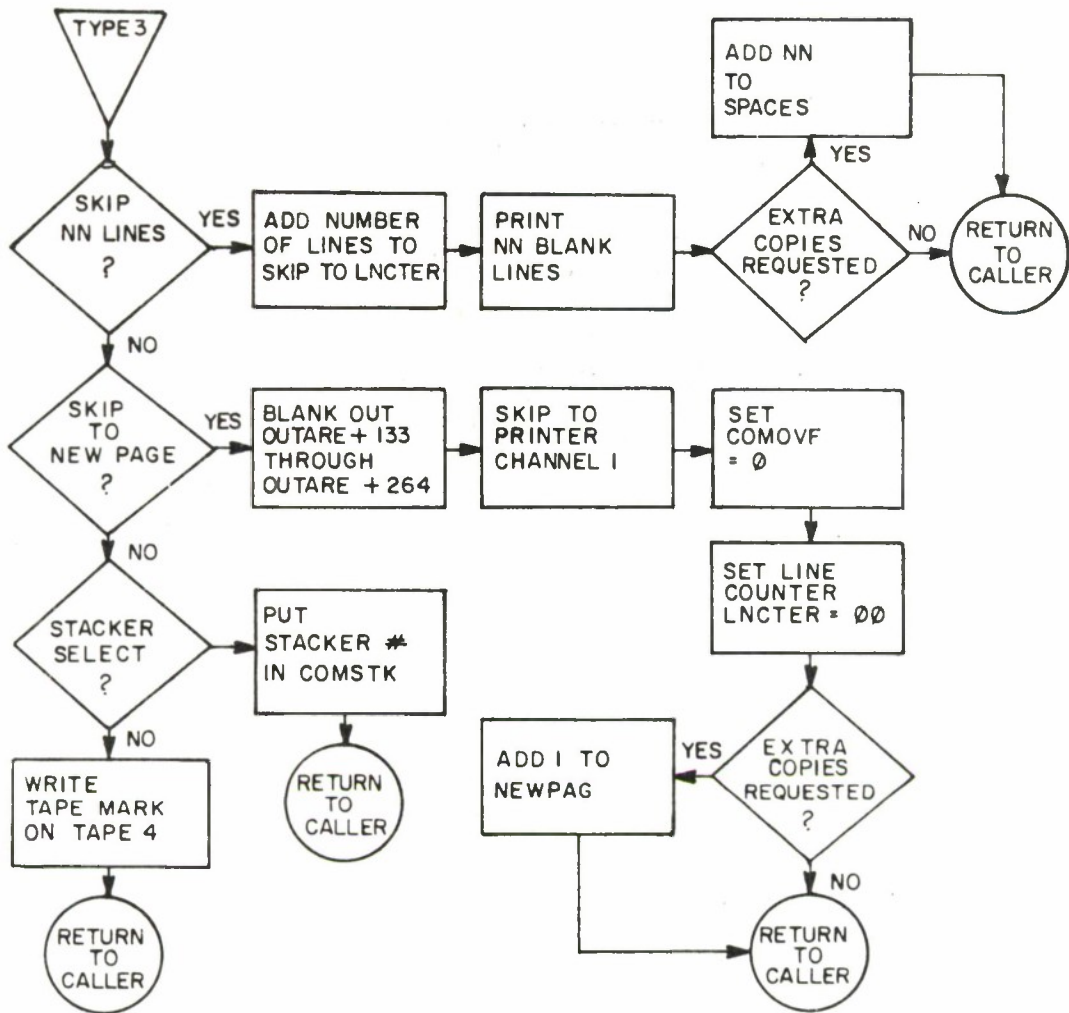 TYPE 3
SKIP
NN LINES
?
YES
ADD NUMBER
OF LINES TO
SKIP TO LNCTER
PRINT
NN BLANK
LINES
EXTRA
COPIES
REQUESTED
?
YES
ADD NN
TO
SPACES
NO
RETURN
TO
CALLER
NO
SKIP
TO
NEW PAGE
?
YES
BLANK OUT
OUTARE + 133
THROUGH
OUTARE + 264
SKIP TO
PRINTER
CHANNEL 1
SET
COMOVF
= Ø
SET LINE
COUNTER
LNCTER = ØØ
EXTRA
COPIES
REQUESTED
?
YES
ADD 1 TO
NEWPAG
NO
RETURN
TO
CALLER
NO
STACKER
SELECT
?
PUT
STACKER #
IN COMSTK
RETURN
TO
CALLER
NO
WRITE
TAPE MARK
ON TAPE 4
RETURN
TO
CALLER